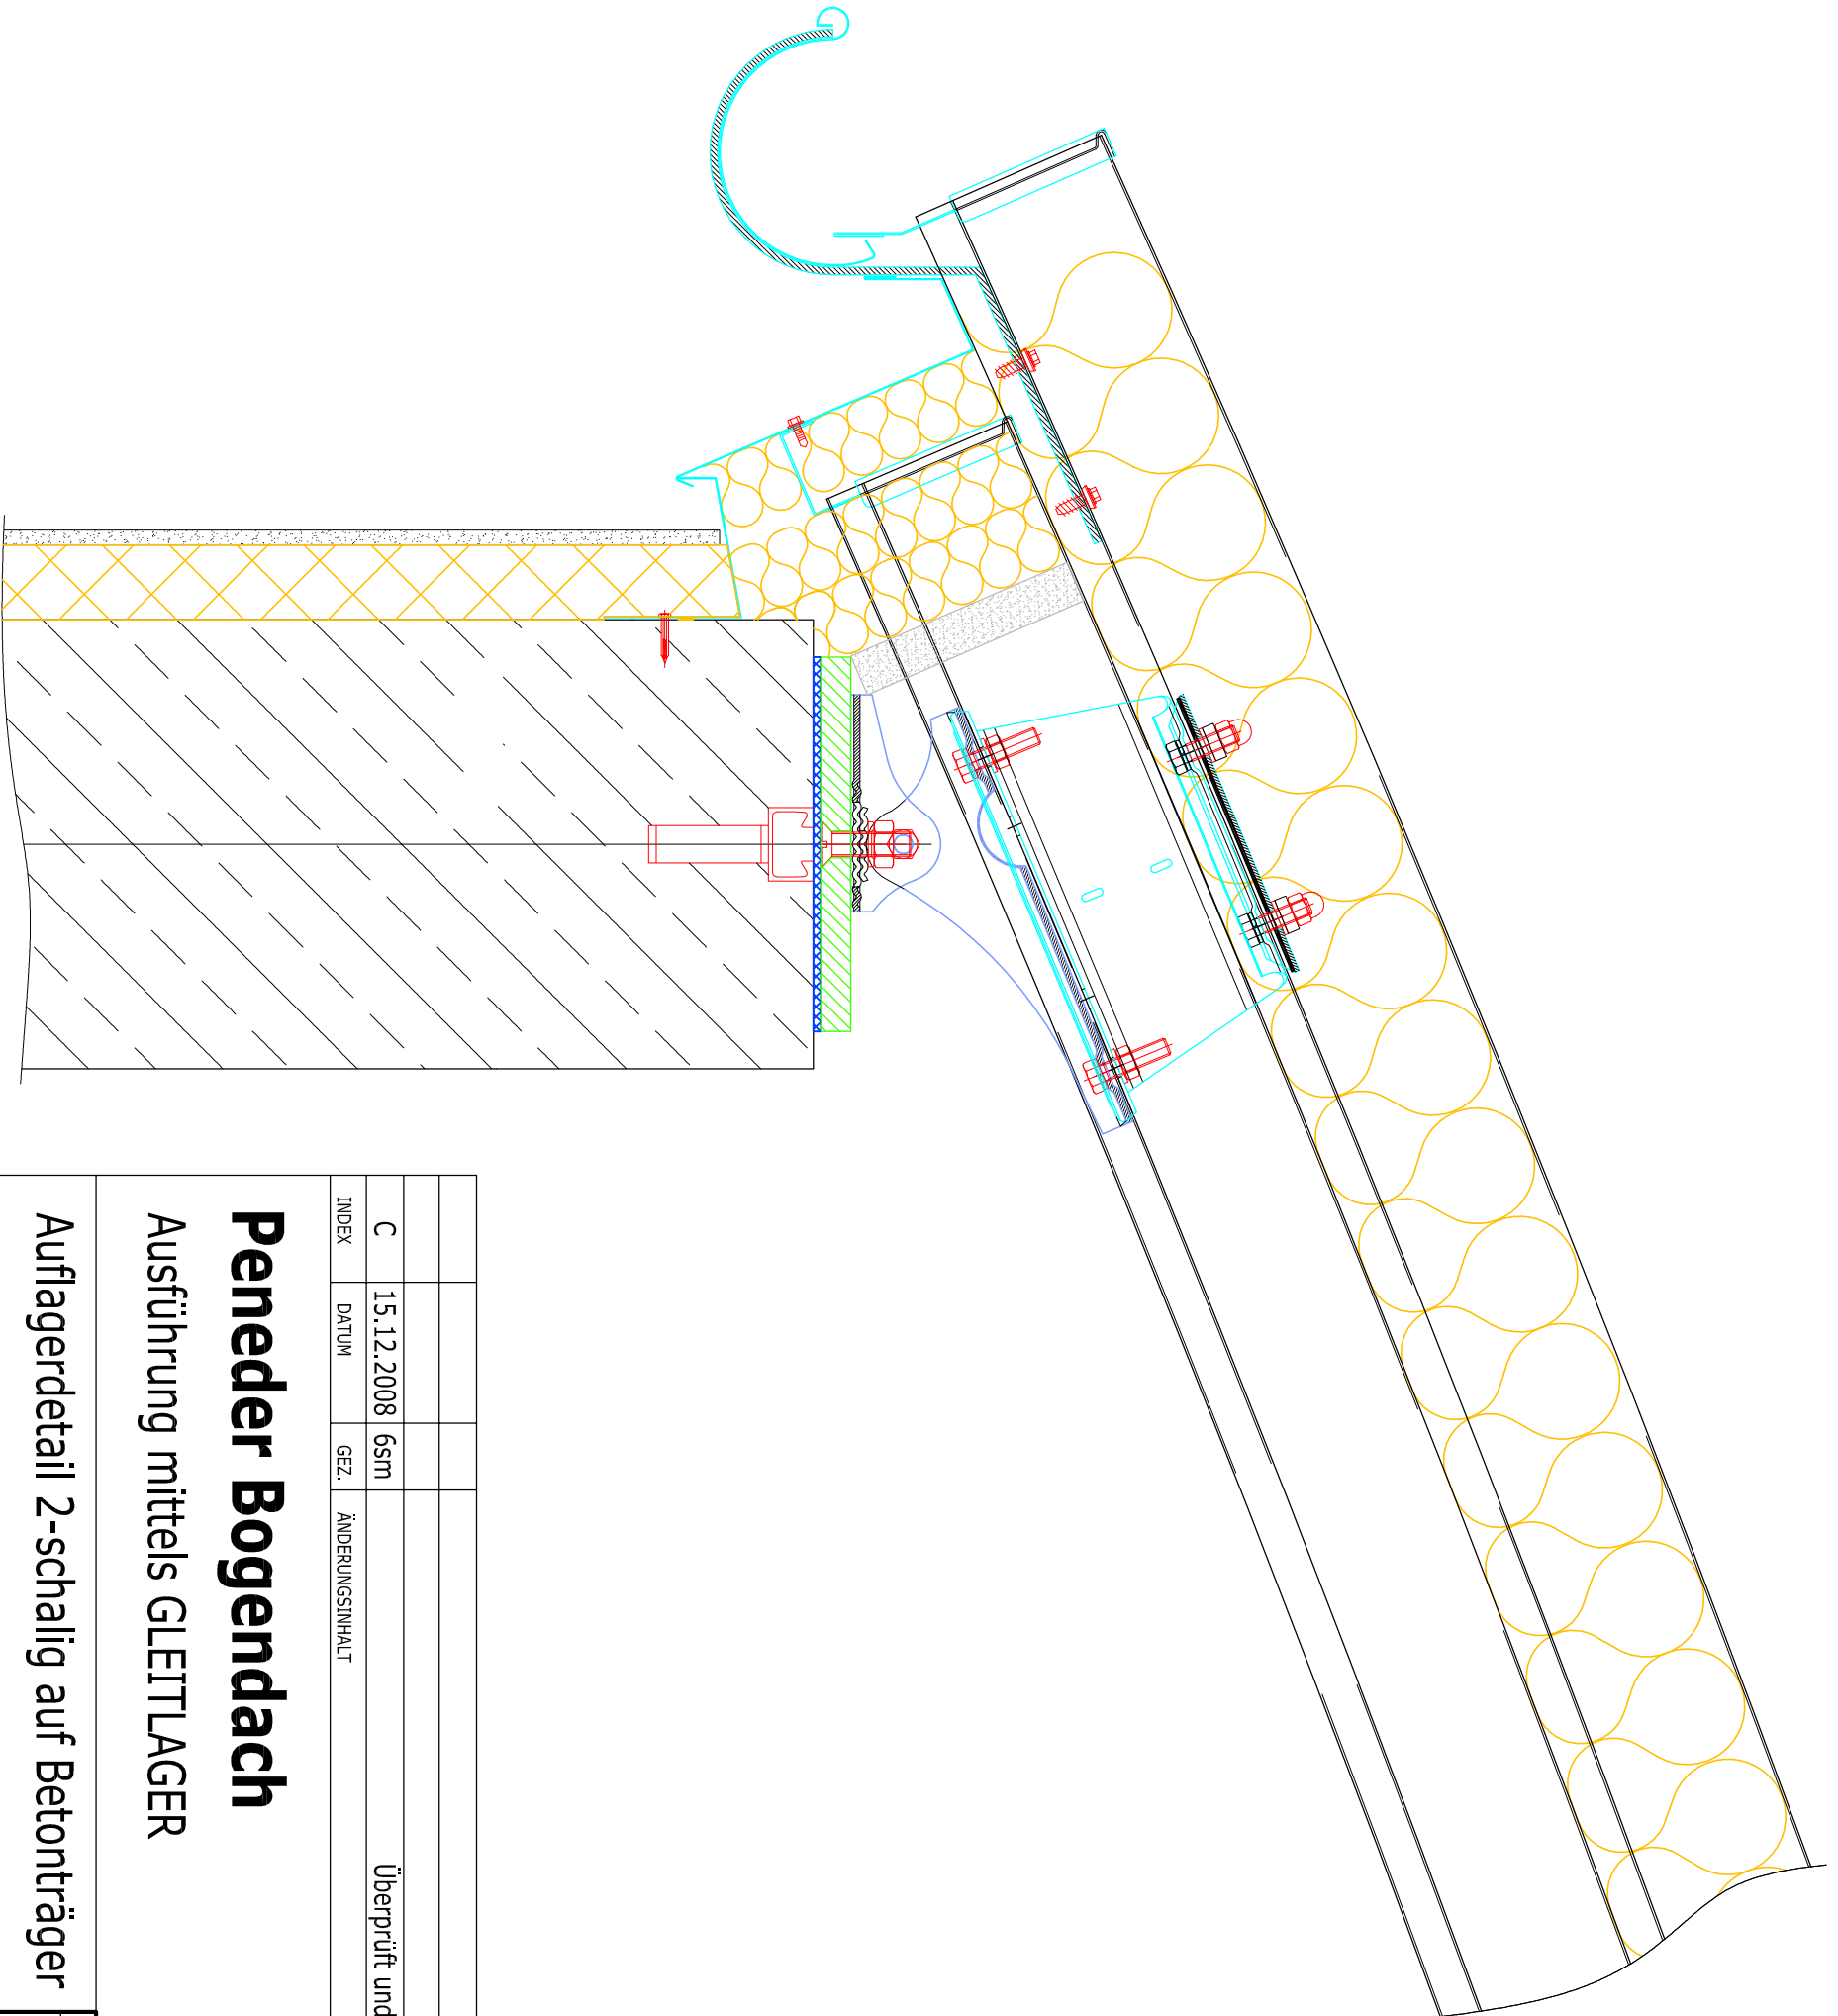 C 15.12.2008 6sm Überprüft und
INDEX DATUM GEZ. ÄNDERUNGSINHALT
Peneder Bogendach
Ausführung mittels GLEITLAGER
Auflagerdetail 2-schalig auf Betonträger